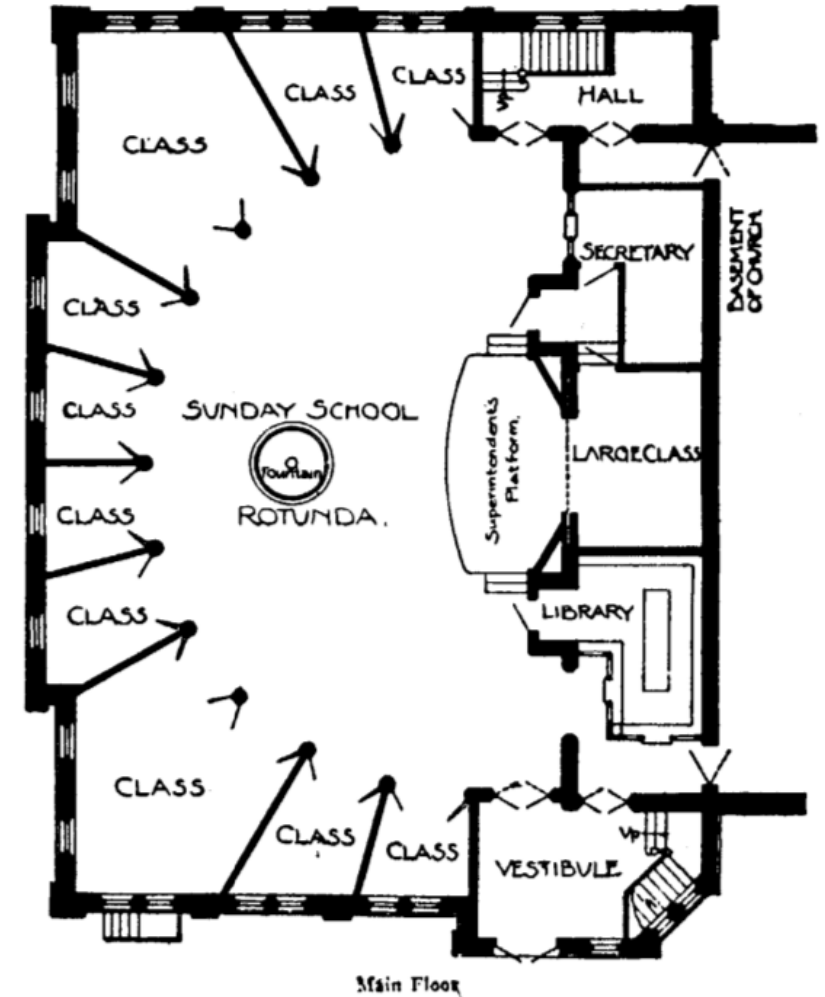 CLASS
CLASS
CLASS
UP
HALL
SECRETARY
BASEMENT
OF CHURCH
CLASS
CLASS
SUNDAY SCHOOL
Fountain
ROTUNDA.
Superintendent's
Platform.
LARGE CLASS
CLASS
CLASS
LIBRARY
CLASS
CLASS
CLASS
VESTIBULE
Up
Main Floor